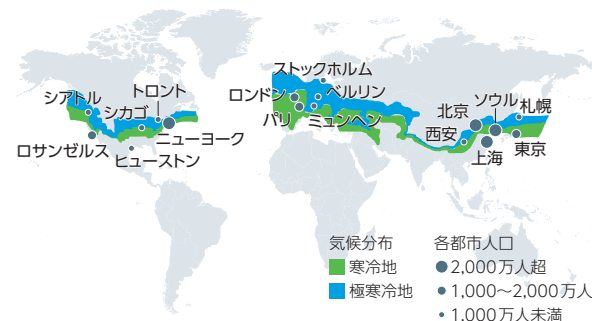 ストックホルム
シアトル
トロント
ロンドン
ベルリン
シカゴ
北京
ソウル
札幌
パリ
ミュンヘン
ニューヨーク
西安
ロサンゼルス
ヒューストン
上海
東京
気候分布
寒冷地
極寒冷地
各都市人口
2,000万人超
1,000〜2,000万人
1,000万人未満